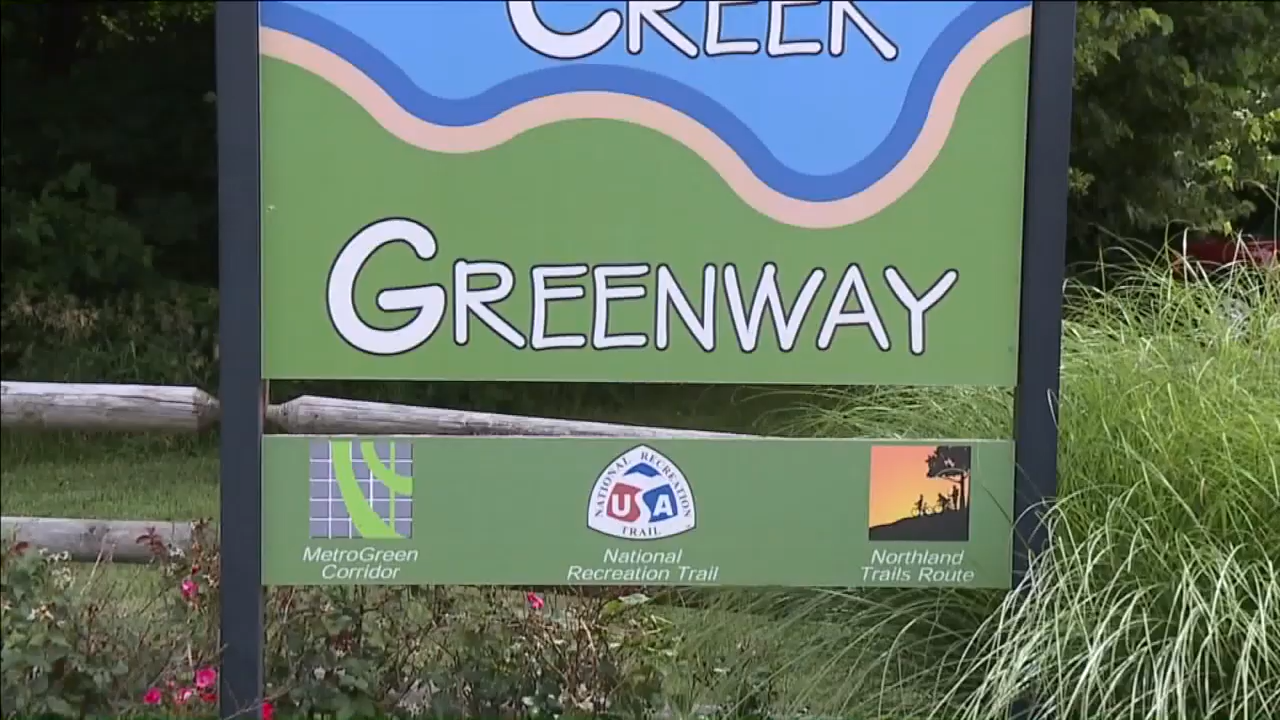 CREEK
GREENWAY
NATIONAL RECREATION
USA
TRAIL
MetroGreen
Corridor
National
Recreation Trail
Northland
Trails Route